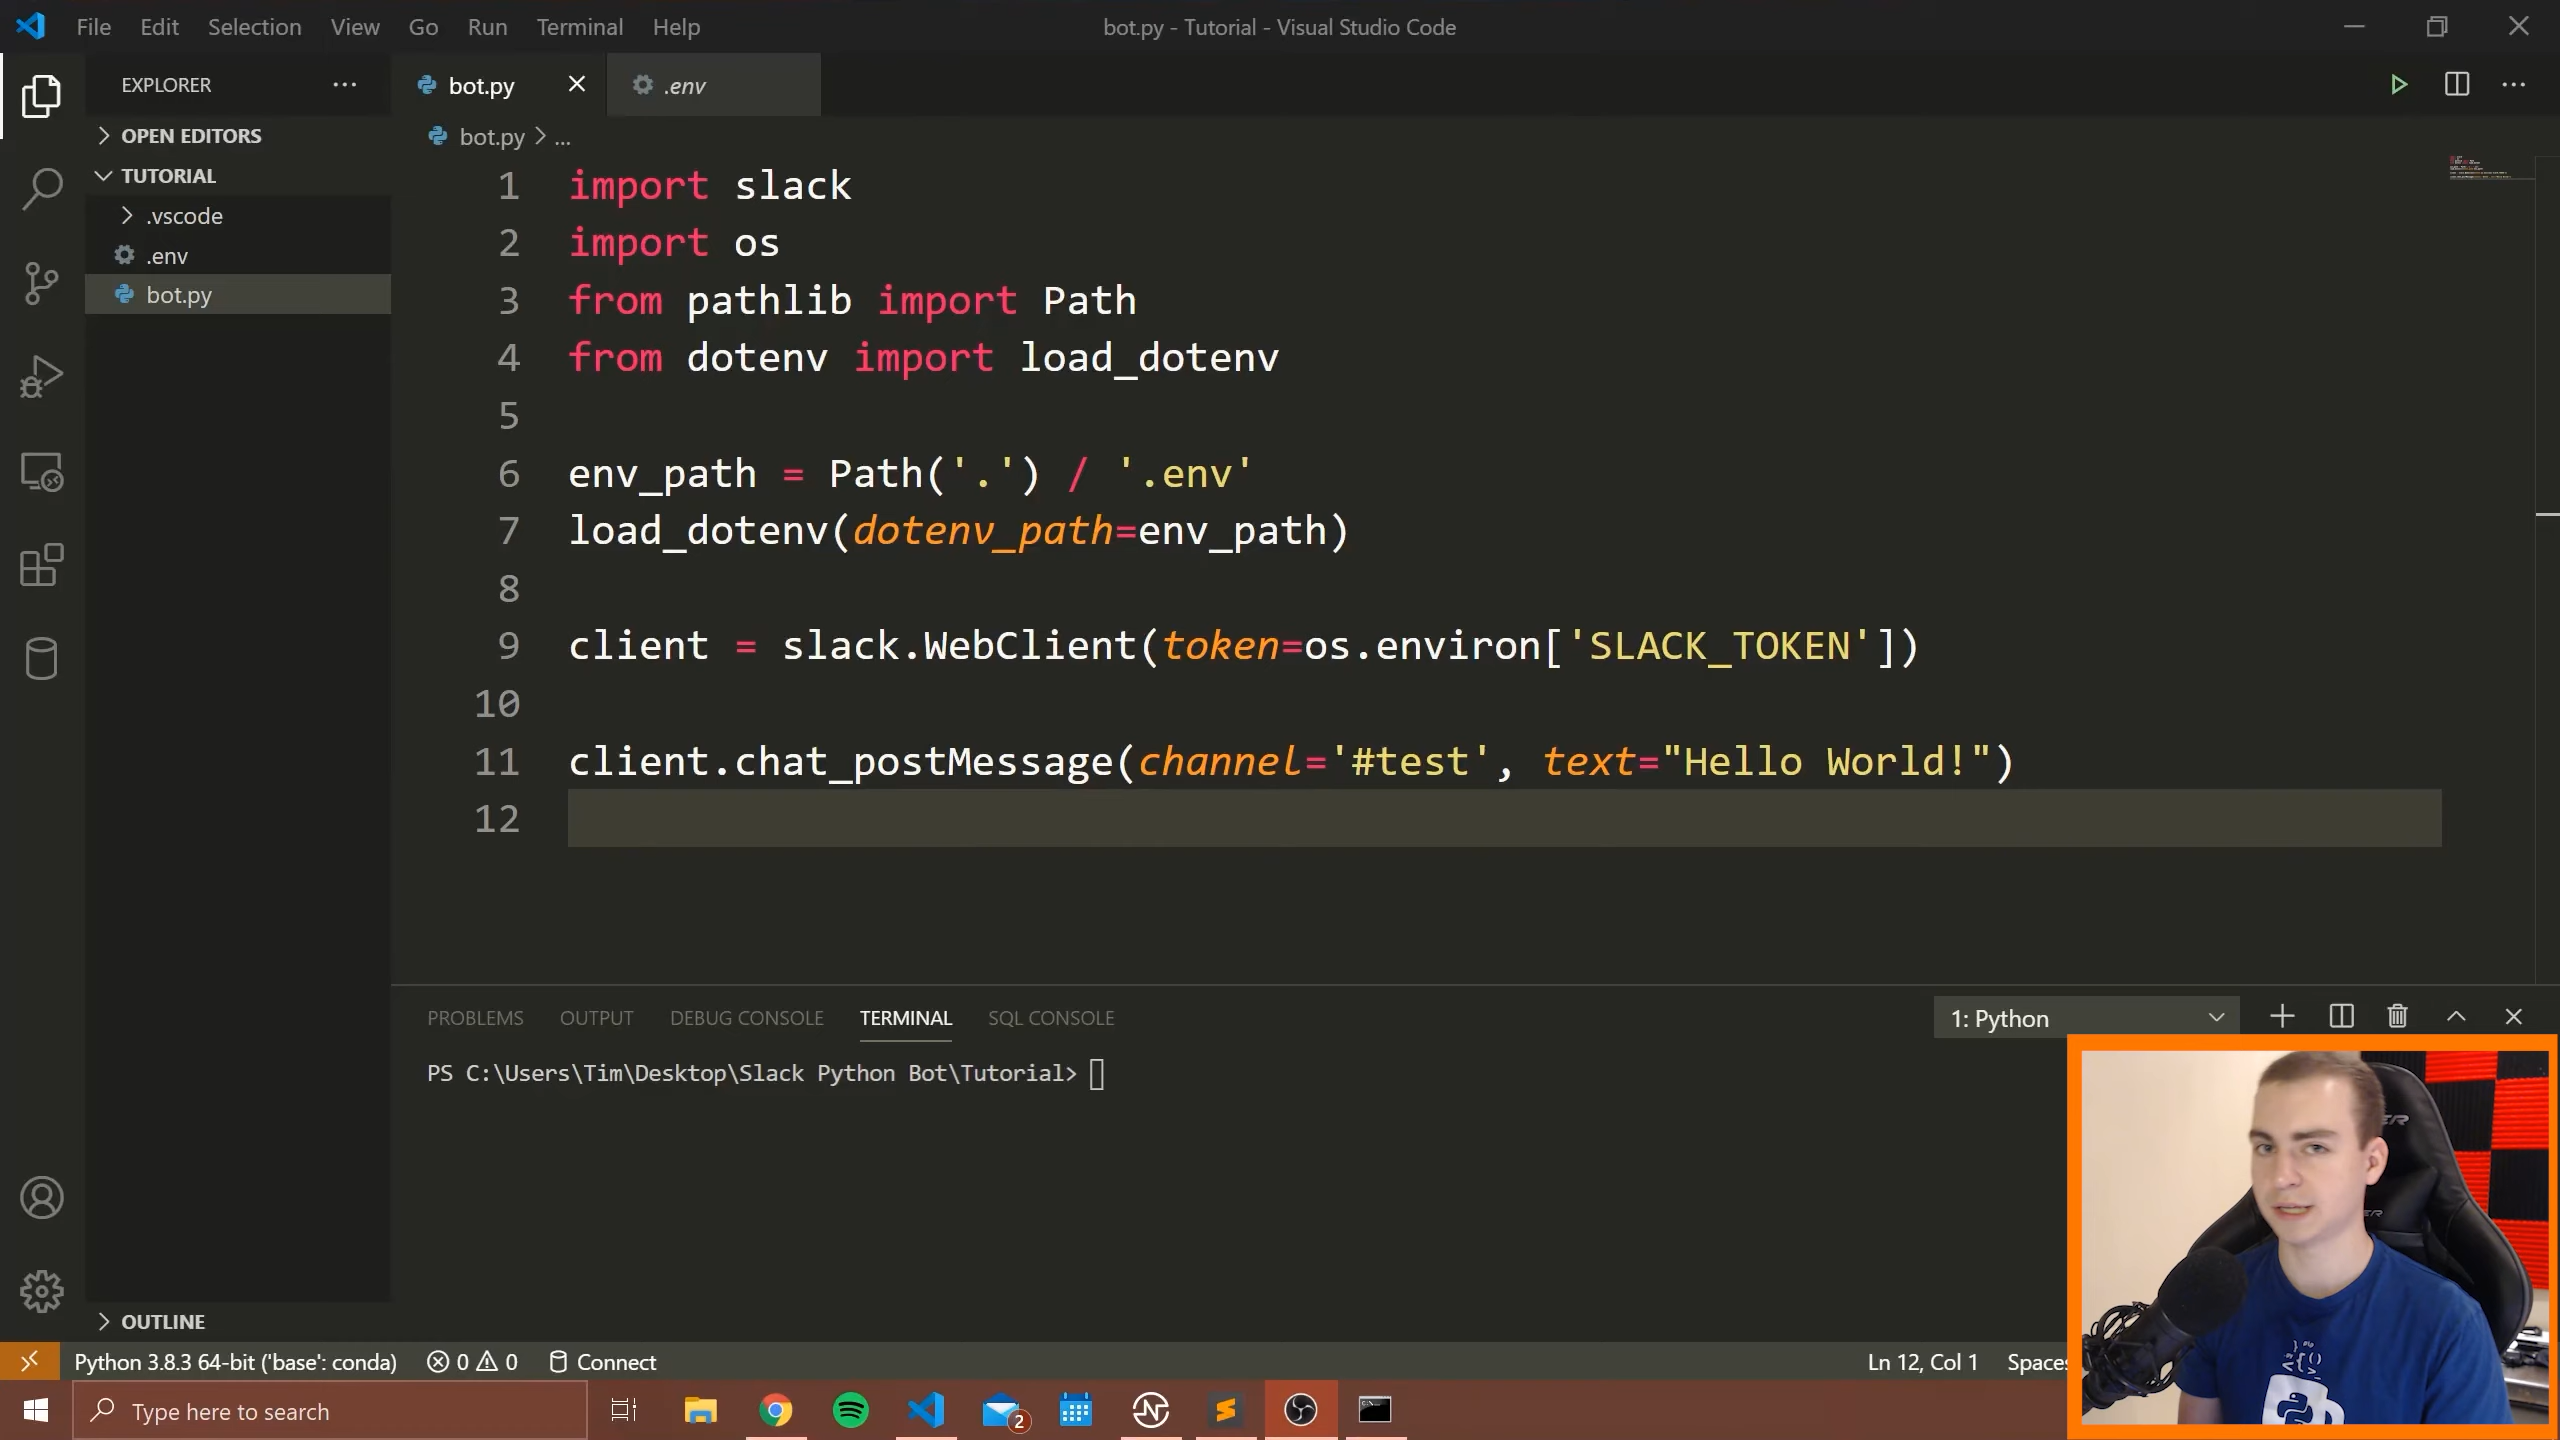 File Edit Selection View Go Run Terminal Help
bot.py - Tutorial - Visual Studio Code
EXPLORER
OPEN EDITORS
TUTORIAL
.vscode
.env
bot.py
OUTLINE
bot.py
.env
bot.py > ...
1 import slack
2 import os
3 from pathlib import Path
4 from dotenv import load_dotenv
5
6 env_path = Path('.') / '.env'
7 load_dotenv(dotenv_path=env_path)
8
9 client = slack.WebClient(token=os.environ['SLACK_TOKEN'])
10
11 client.chat_postMessage(channel='#test', text="Hello World!")
12
PROBLEMS OUTPUT DEBUG CONSOLE TERMINAL SQL CONSOLE
1: Python
PS C:\Users\Tim\Desktop\Slack Python Bot\Tutorial>
Python 3.8.3 64-bit ('base': conda) 0 0 Connect
Ln 12, Col 1 Spaces
Type here to search
2